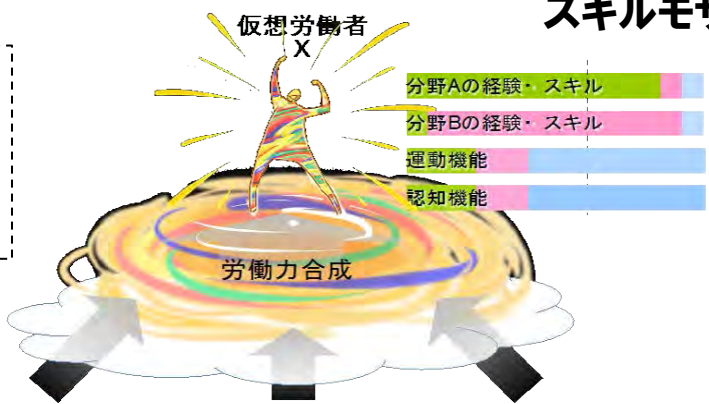 スキルモザ
仮想労働者
X
分野Aの経験・ スキル
分野Bの経験・ スキル
運動機能
認知機能
労働力合成